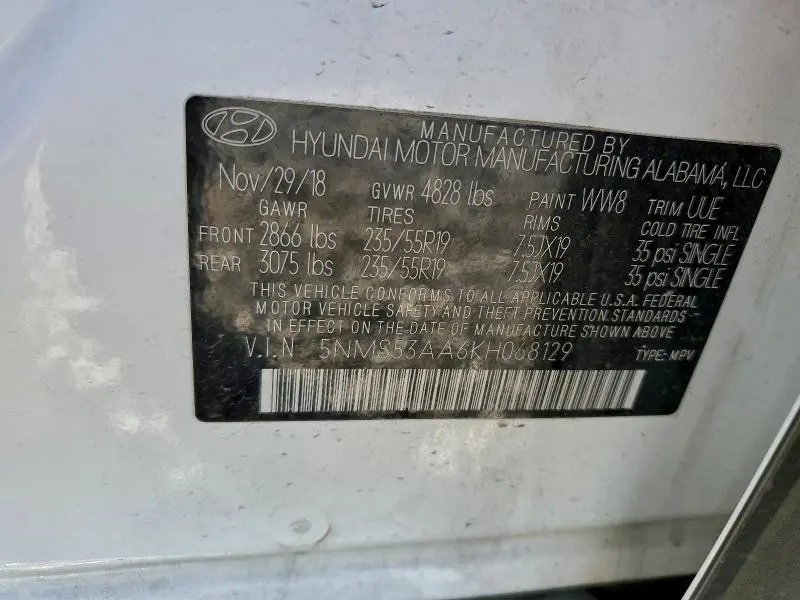 MANUFACTURED BY
HYUNDAI MOTOR MANUFACTURING ALABAMA, LLC
Nov/29/18 GVWR 4828 lbs PAINT WW8 TRIM UUE
GAWR TIRES RIMS COLD TIRE INFL
FRONT 2866 lbs 235/55R19 7.5JX19 35 psi SINGLE
REAR 3075 lbs 235/55R19 7.5JX19 35 psi SINGLE
THIS VEHICLE CONFORMS TO ALL APPLICABLE U.S.A. FEDERAL
MOTOR VEHICLE SAFETY AND THEFT PREVENTION STANDARDS
IN EFFECT ON THE DATE OF MANUFACTURE SHOWN ABOVE
V.I.N 5NMS53AA6KH068129 TYPE: MPV